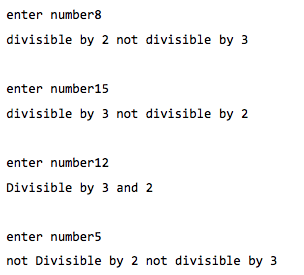 enter number8
divisible by 2 not divisible by 3
enter number15
divisible by 3 not divisible by 2
enter number12
Divisible by 3 and 2
enter number5
not Divisible by 2 not divisible by 3